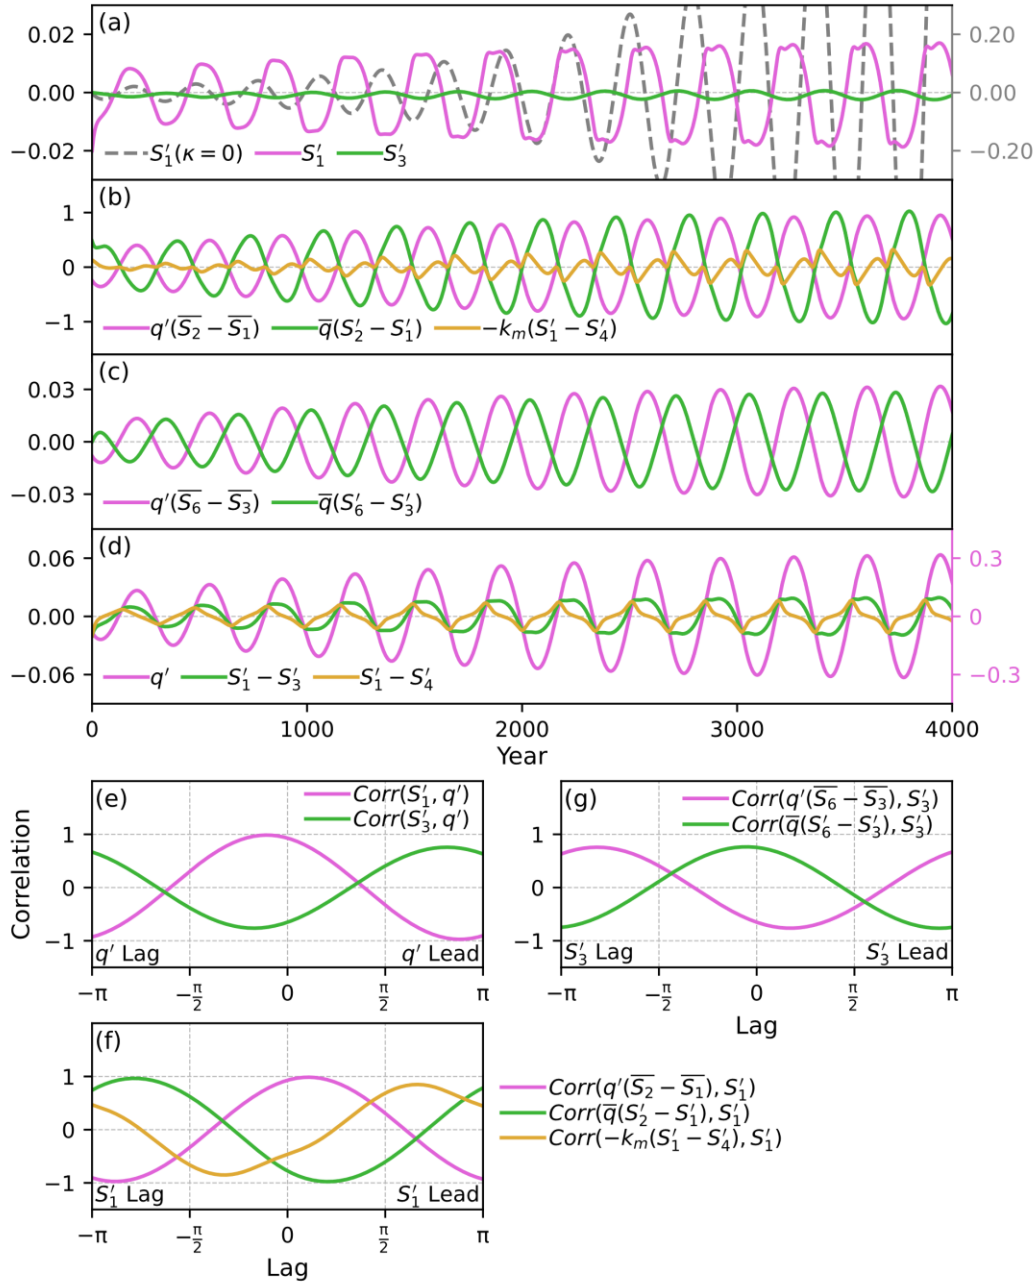 (a)
0.02
0.00
−0.02
0.20
0.00
−0.20
S′₁(κ = 0) S′₁ S′₃
(b)
1
0
−1
q′(S̅₂ − S̅₁) q̅(S′₂ − S′₁) −kₘ(S′₁ − S′₄)
(c)
0.03
0.00
−0.03
q′(S̅₆ − S̅₃) q̅(S′₆ − S′₃)
(d)
0.06
0.00
−0.06
0.3
0
−0.3
q′ S′₁ − S′₃ S′₁ − S′₄
0 1000 2000 3000 4000
Year
(e)
Corr(S′₁, q′)
Corr(S′₃, q′)
1
0
−1
Correlation
q′ Lag q′ Lead
−π −π/2 0 π/2 π
(g)
Corr(q′(S̅₆ − S̅₃), S′₃)
Corr(q̅(S′₆ − S′₃), S′₃)
1
0
−1
S′₃ Lag S′₃ Lead
−π −π/2 0 π/2 π
Lag
(f)
1
0
−1
S′₁ Lag S′₁ Lead
−π −π/2 0 π/2 π
Lag
Corr(q′(S̅₂ − S̅₁), S′₁)
Corr(q̅(S′₂ − S′₁), S′₁)
Corr(−kₘ(S′₁ − S′₄), S′₁)